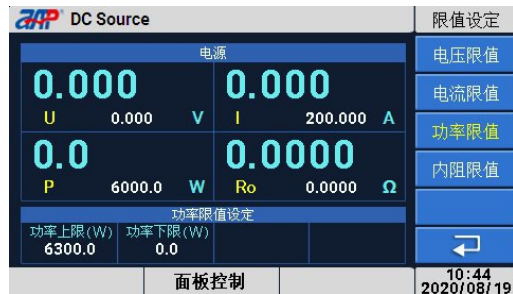 AAP DC Source
限值设定
电源
0.000
U 0.000 V
0.000
I 200.000 A
0.0
P 6000.0 W
0.0000
Ro 0.0000 Ω
功率限值设定
功率上限(W) 功率下限(W)
6300.0 0.0
电压限值
电流限值
功率限值
内阻限值
面板控制
10:44
2020/08/19